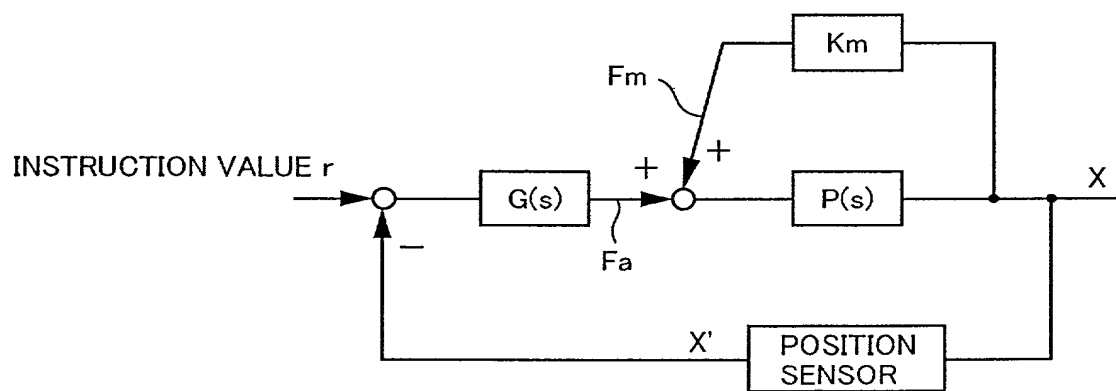 Km
Fm
+
+
INSTRUCTION VALUE r
G(s)
P(s)
X
−
Fa
X'
POSITION
SENSOR